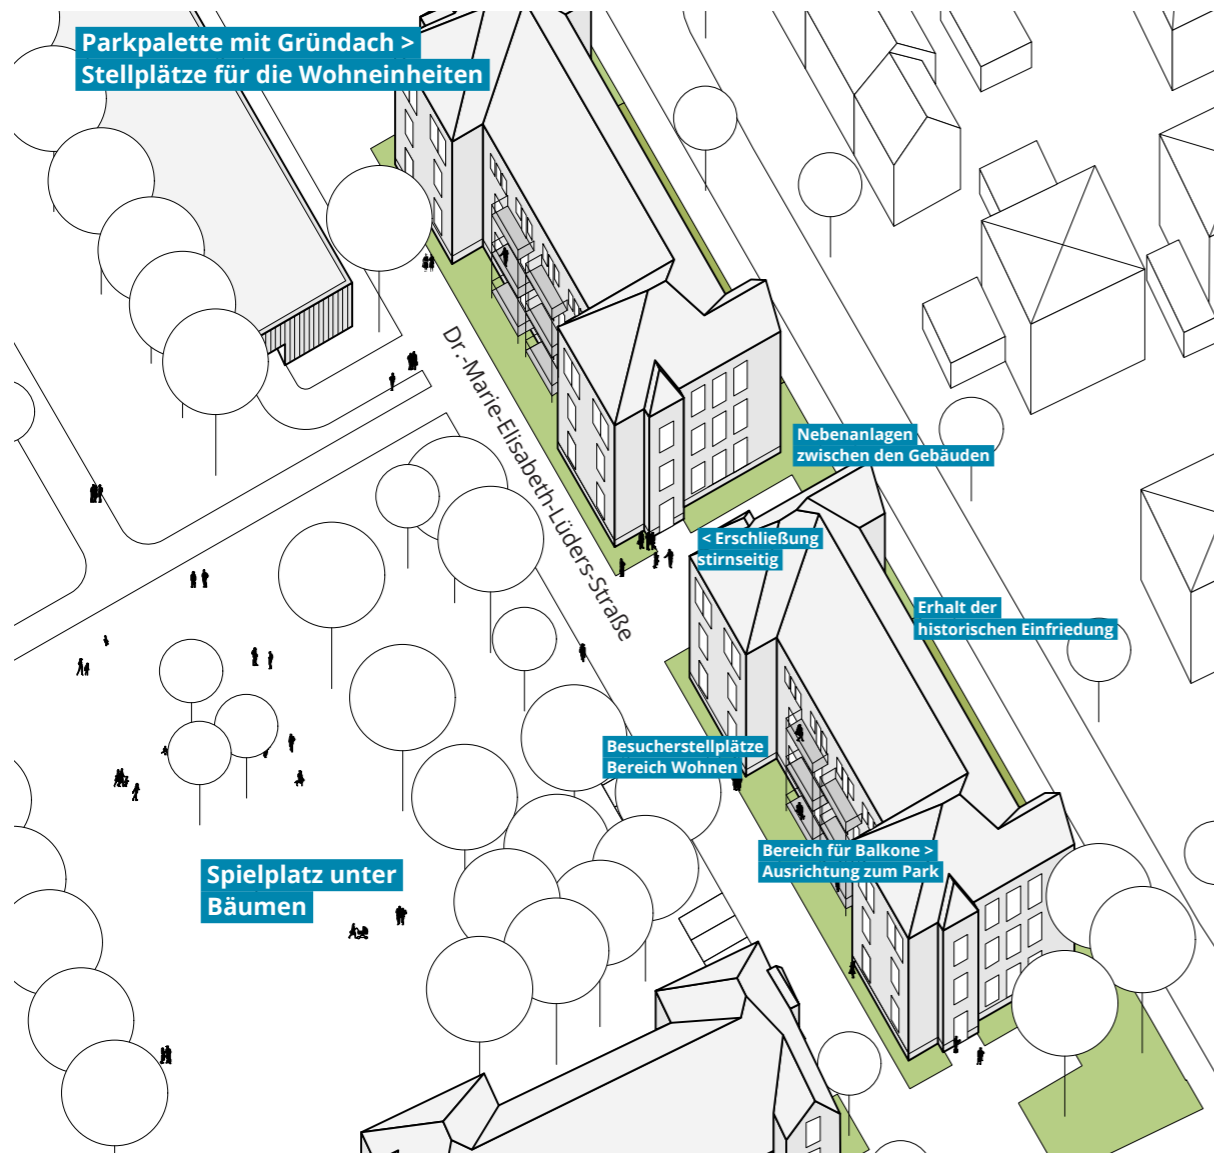 Parkpalette mit Gründach >
Stellplätze für die Wohneinheiten
Dr.-Marie-Elisabeth-Lüders-Straße
Nebenanlagen
zwischen den Gebäuden
< Erschließung
stirnseitig
Erhalt der
historischen Einfriedung
Besucherstellplätze
Bereich Wohnen
Bereich für Balkone >
Ausrichtung zum Park
Spielplatz unter
Bäumen